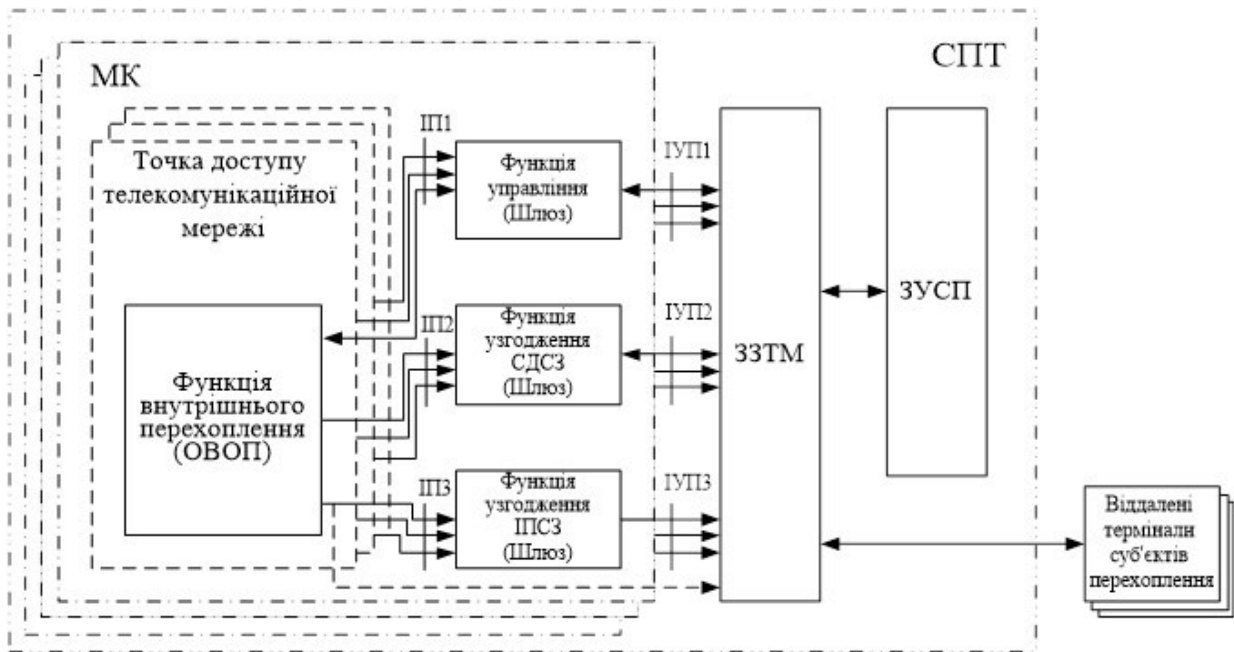 СПТ
МК
Точка доступу
телекомунікаційної
мережі
Функція
внутрішнього
перехоплення
(ОВОП)
ІП1
Функція
управління
(Шлюз)
ІУП1
ІП2
Функція
узгодження
СДСЗ
(Шлюз)
ІУП2
ІП3
Функція
узгодження
ІПСЗ
(Шлюз)
ІУП3
ЗЗТМ
ЗУСП
Віддалені
термінали
суб'єктів
перехоплення